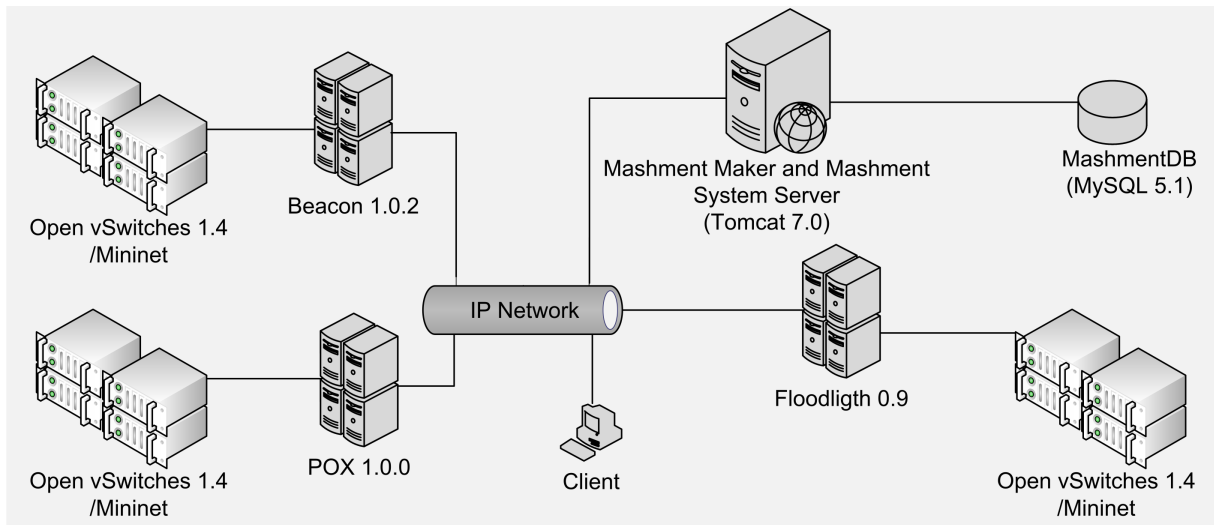 Open vSwitches 1.4
/Mininet
Beacon 1.0.2
Mashment Maker and Mashment
System Server
(Tomcat 7.0)
MashmentDB
(MySQL 5.1)
IP Network
Open vSwitches 1.4
/Mininet
POX 1.0.0
Client
Floodligth 0.9
Open vSwitches 1.4
/Mininet